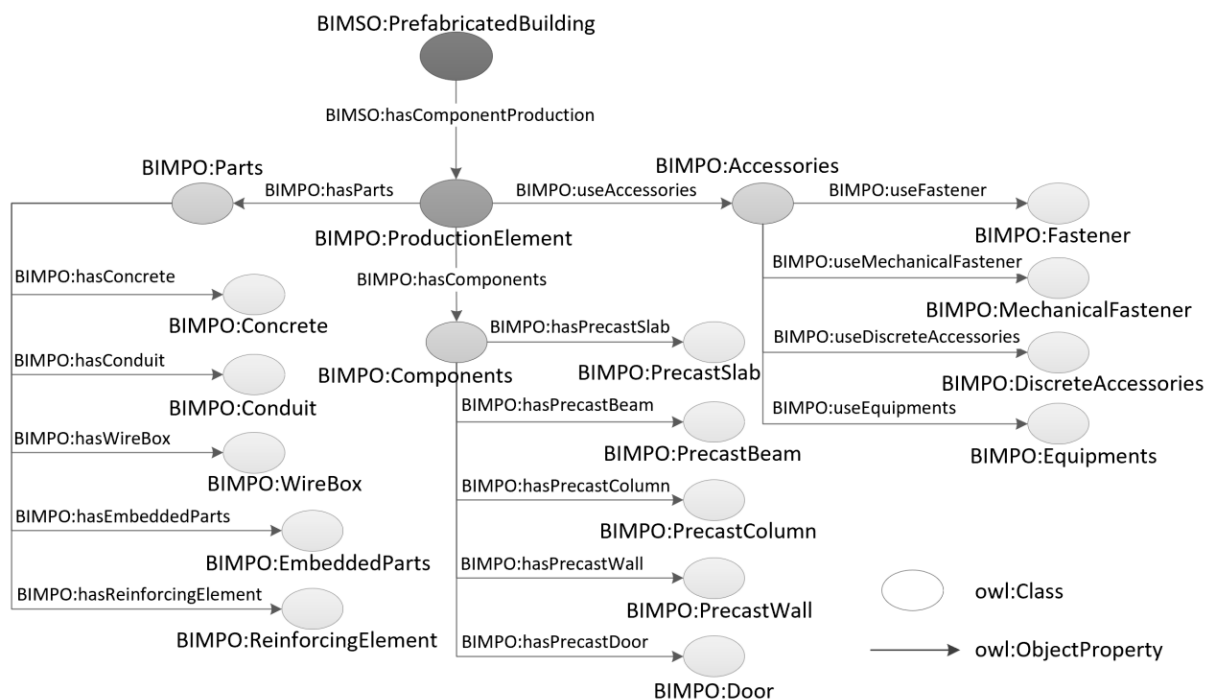 BIMSO:PrefabricatedBuilding
BIMSO:hasComponentProduction
BIMPO:Parts
BIMPO:Accessories
BIMPO:hasParts
BIMPO:useAccessories
BIMPO:useFastener
BIMPO:ProductionElement
BIMPO:Fastener
BIMPO:hasConcrete
BIMPO:hasComponents
BIMPO:useMechanicalFastener
BIMPO:Concrete
BIMPO:MechanicalFastener
BIMPO:hasPrecastSlab
BIMPO:useDiscreteAccessories
BIMPO:hasConduit
BIMPO:Components
BIMPO:PrecastSlab
BIMPO:DiscreteAccessories
BIMPO:Conduit
BIMPO:hasPrecastBeam
BIMPO:useEquipments
BIMPO:hasWireBox
BIMPO:PrecastBeam
BIMPO:Equipments
BIMPO:WireBox
BIMPO:hasPrecastColumn
BIMPO:hasEmbeddedParts
BIMPO:PrecastColumn
BIMPO:EmbeddedParts
BIMPO:hasPrecastWall
BIMPO:hasReinforcingElement
BIMPO:PrecastWall
owl:Class
BIMPO:ReinforcingElement
BIMPO:hasPrecastDoor
owl:ObjectProperty
BIMPO:Door